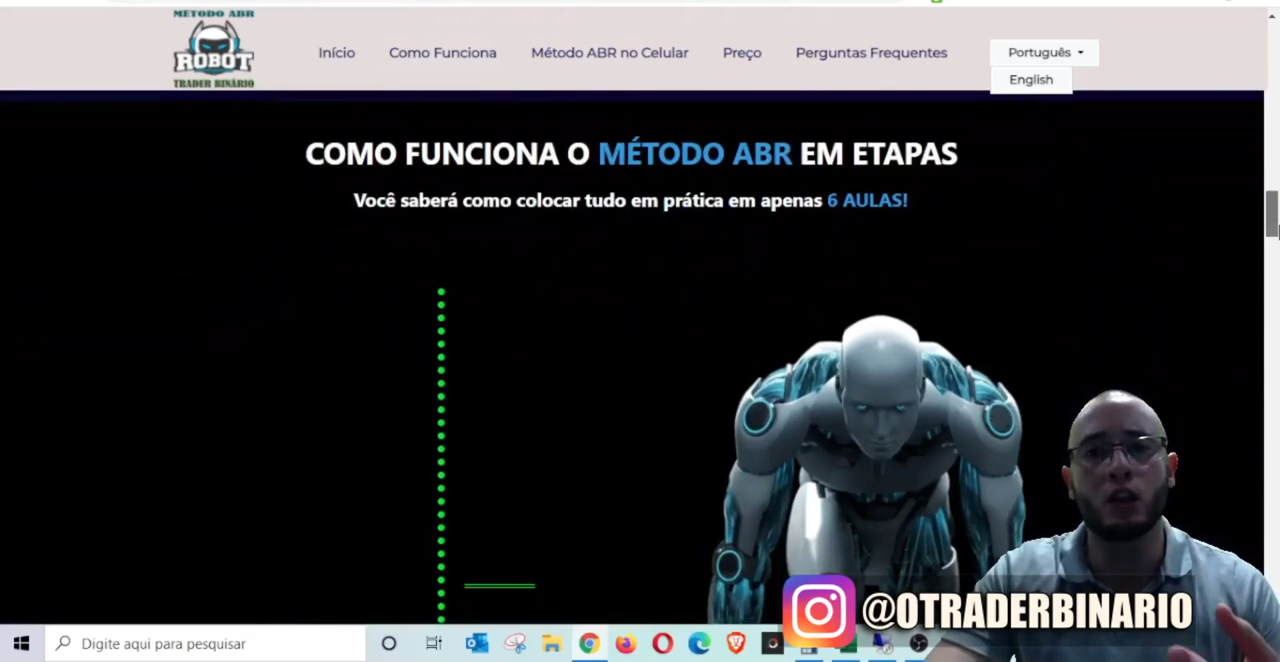 MÉTODO ABR
ROBOT
TRADER BINÁRIO
Início
Como Funciona
Método ABR no Celular
Preço
Perguntas Frequentes
Português
English
COMO FUNCIONA O MÉTODO ABR EM ETAPAS
Você saberá como colocar tudo em prática em apenas 6 AULAS!
@OTRADERBINARIO
Digite aqui para pesquisar